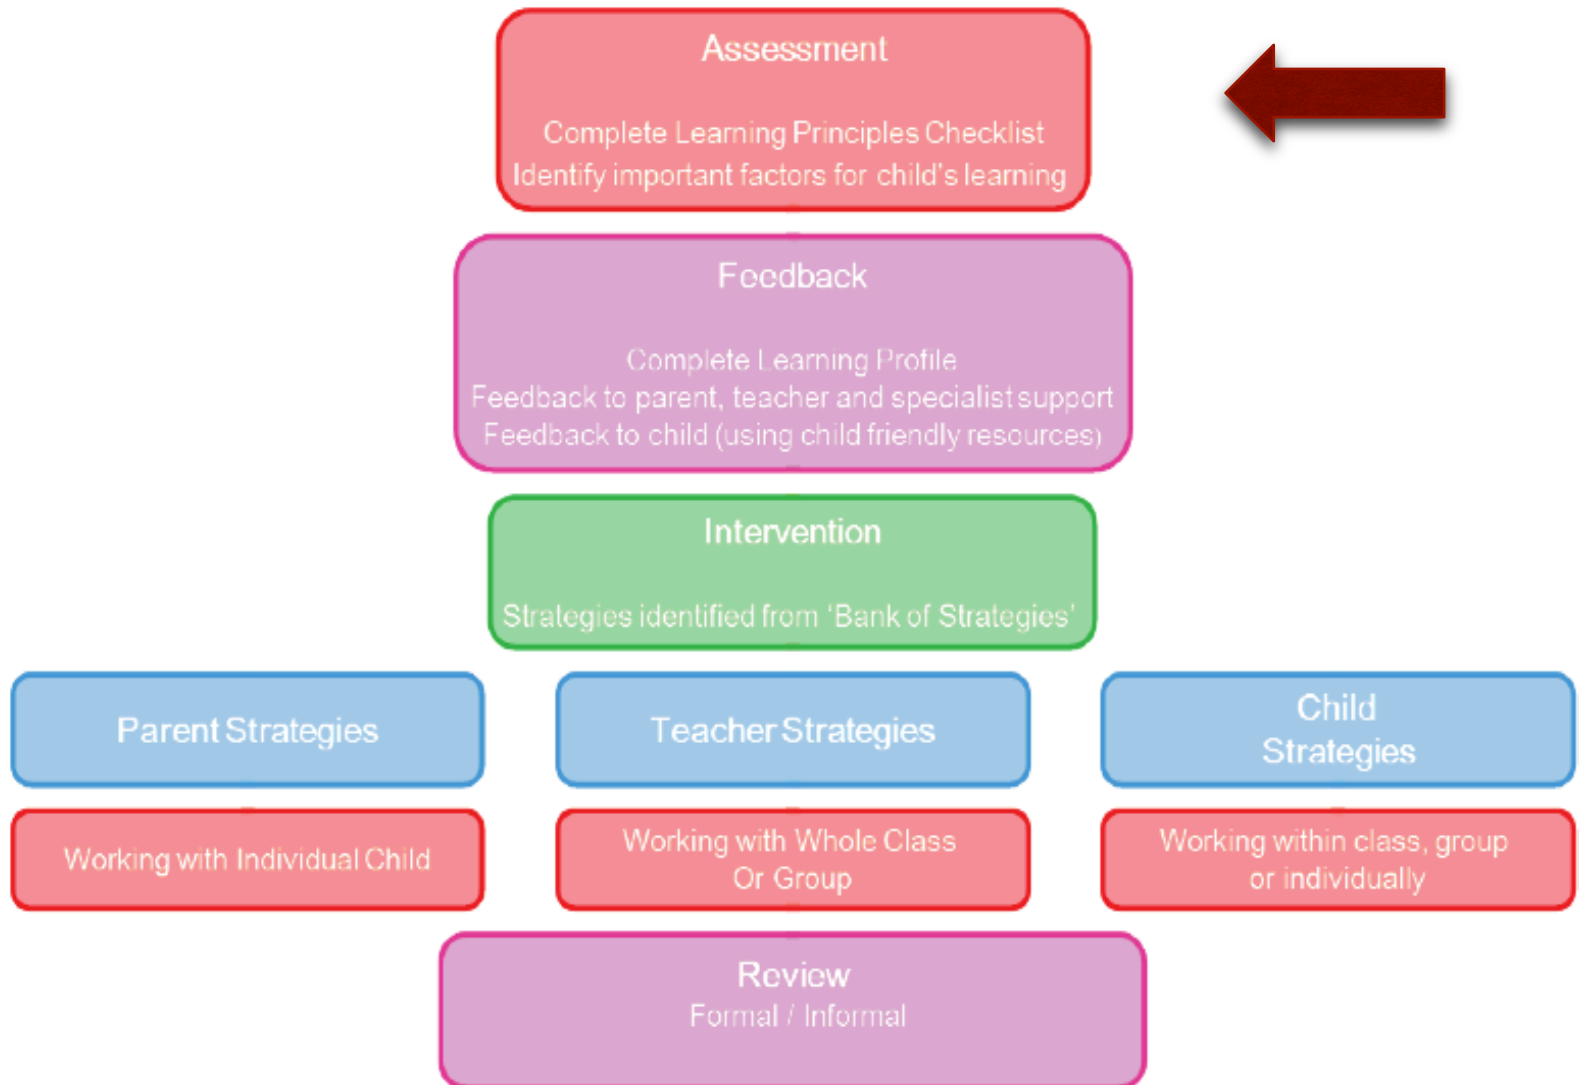 Assessment
Complete Learning Principles Checklist
Identify important factors for child's learning
Feedback
Complete Learning Profile
Feedback to parent, teacher and specialist support
Feedback to child (using child friendly resources)
Intervention
Strategies identified from ‘Bank of Strategies’
Parent Strategies
Teacher Strategies
Child
Strategies
Working with Individual Child
Working with Whole Class
Or Group
Working within class, group
or individually
Review
Formal / Informal